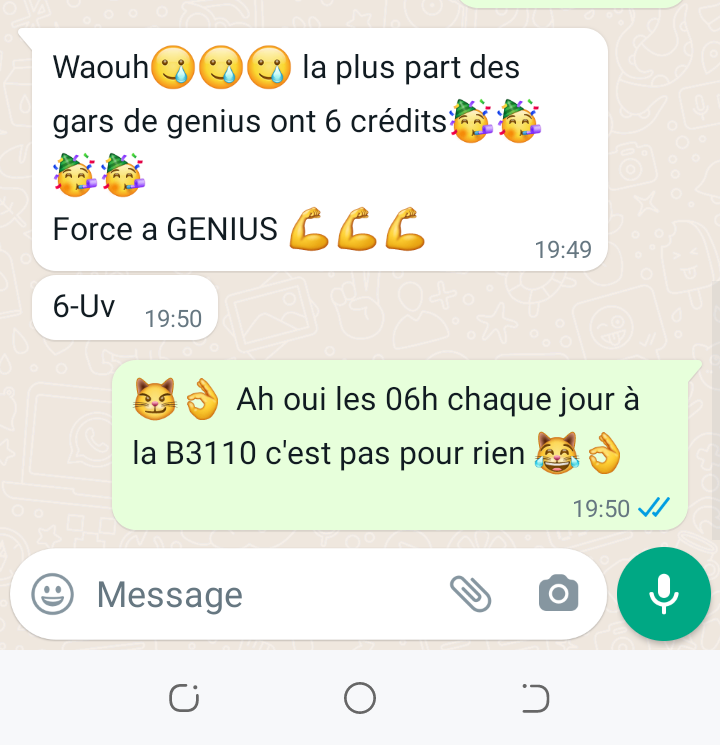 Waouh🥲🥲🥲 la plus part des
gars de genius ont 6 crédits🥳🥳
🥳🥳
Force a GENIUS 💪💪💪
19:49
6-Uv
19:50
😼👌 Ah oui les 06h chaque jour à
la B3110 c'est pas pour rien 😹👌
19:50
Message